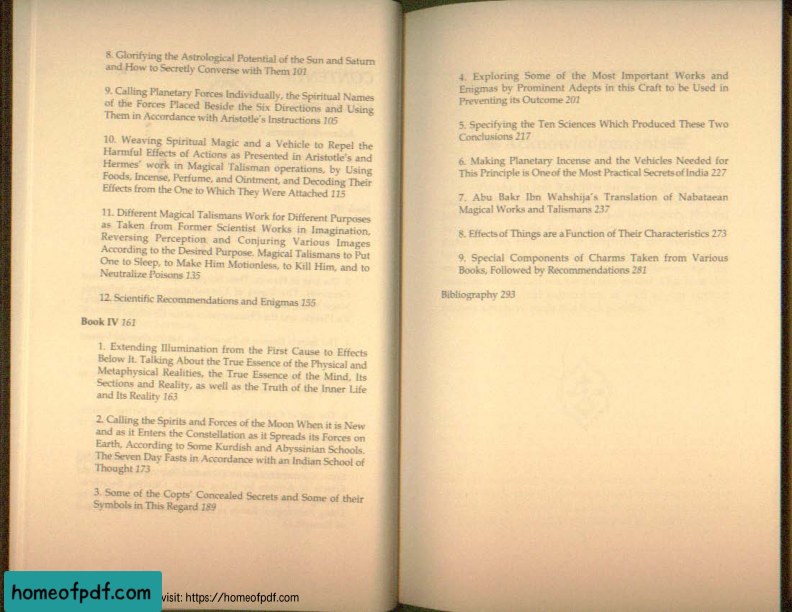 8. Glorifying the Astrological Potential of the Sun and Saturn
and How to Secretly Converse with Them 101
9. Calling Planetary Forces Individually, the Spiritual Names
of the Forces Placed Beside the Six Directions and Using
Them in Accordance with Aristotle's Instructions 105
10. Weaving Spiritual Magic and a Vehicle to Repel the
Harmful Effects of Actions as Presented in Aristotle's and
Hermes' work in Magical Talisman operations, by Using
Foods, Incense, Perfume, and Ointment, and Decoding Their
Effects from the One to Which They Were Attached 115
11. Different Magical Talismans Work for Different Purposes
as Taken from Former Scientist Works in Imagination,
Reversing Perception and Conjuring Various Images
According to the Desired Purpose. Magical Talismans to Put
One to Sleep, to Make Him Motionless, to Kill Him, and to
Neutralize Poisons 135
12. Scientific Recommendations and Enigmas 155
Book IV 161
1. Extending Illumination from the First Cause to Effects
Below It. Talking About the True Essence of the Physical and
Metaphysical Realities, the True Essence of the Mind, Its
Sections and Reality, as well as the Truth of the Inner Life
and Its Reality 163
2. Calling the Spirits and Forces of the Moon When it is New
and as it Enters the Constellation as it Spreads its Forces on
Earth, According to Some Kurdish and Abyssinian Schools.
The Seven Day Fasts in Accordance with an Indian School of
Thought 173
3. Some of the Copts' Concealed Secrets and Some of their
Symbols in This Regard 189
4. Exploring Some of the Most Important Works and
Enigmas by Prominent Adepts in this Craft to be Used in
Preventing its Outcome 201
5. Specifying the Ten Sciences Which Produced These Two
Conclusions 217
6. Making Planetary Incense and the Vehicles Needed for
This Principle is One of the Most Practical Secrets of India 227
7. Abu Bakr Ibn Wahshija's Translation of Nabataean
Magical Works and Talismans 237
8. Effects of Things are a Function of Their Characteristics 273
9. Special Components of Charms Taken from Various
Books, Followed by Recommendations 281
Bibliography 293
homeofpdf.com
visit: https://homeofpdf.com